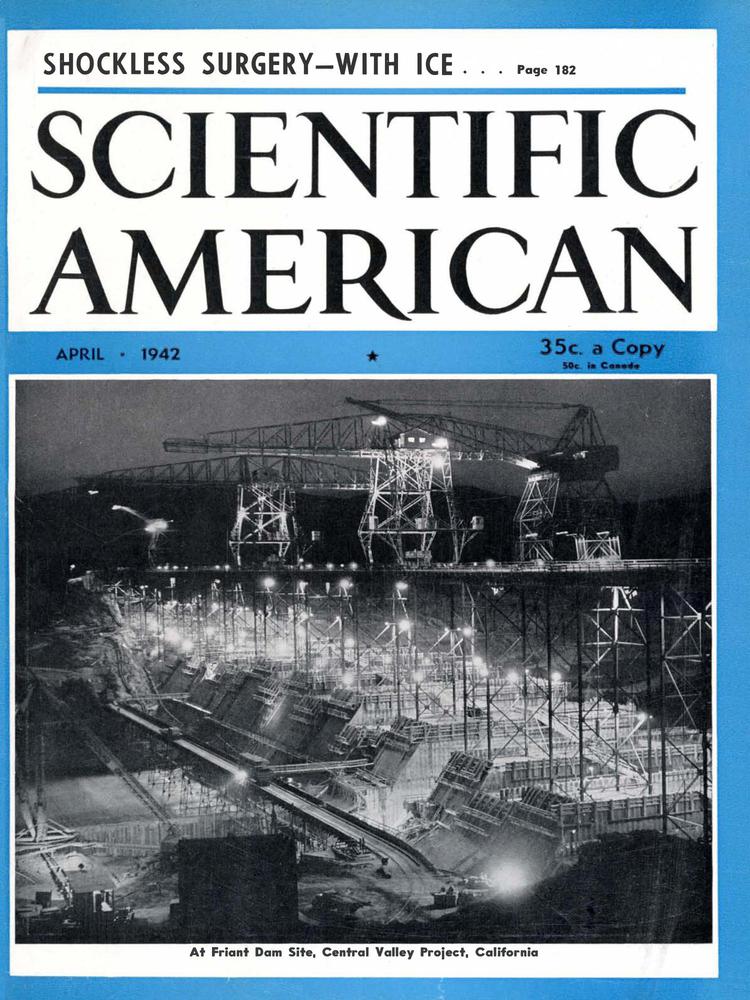 SHOCKLESS SURGERY—WITH ICE . . . Page 182
SCIENTIFIC
AMERICAN
APRIL · 1942 ★ 35c. a Copy
50c. in Canada
At Friant Dam Site, Central Valley Project, California